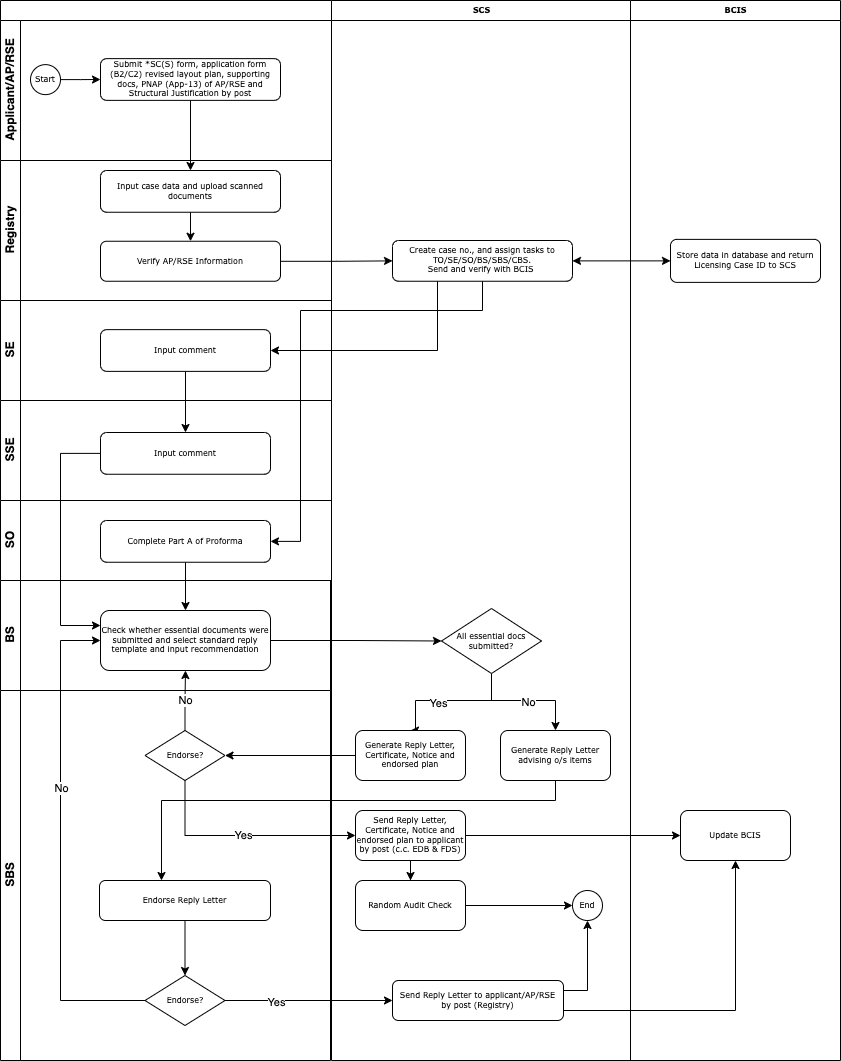 SCS
BCIS
Applicant/AP/RSE
Start
Submit *SC(S) form, application form
(B2/C2) revised layout plan, supporting
docs, PNAP (App-13) of AP/RSE and
Structural Justification by post
Registry
Input case data and upload scanned
documents
Verify AP/RSE Information
Create case no., and assign tasks to
TO/SE/SO/BS/SBS/CBS.
Send and verify with BCIS
Store data in database and return
Licensing Case ID to SCS
SE
Input comment
SSE
Input comment
SO
Complete Part A of Proforma
BS
Check whether essential documents were
submitted and select standard reply
template and input recommendation
All essential docs
submitted?
SBS
No
Yes
No
Endorse?
Generate Reply Letter,
Certificate, Notice and
endorsed plan
Generate Reply Letter
advising o/s items
No
Yes
Send Reply Letter,
Certificate, Notice and
endorsed plan to applicant
by post (c.c. EDB & FDS)
Update BCIS
Endorse Reply Letter
Random Audit Check
End
Endorse?
Yes
Send Reply Letter to applicant/AP/RSE
by post (Registry)